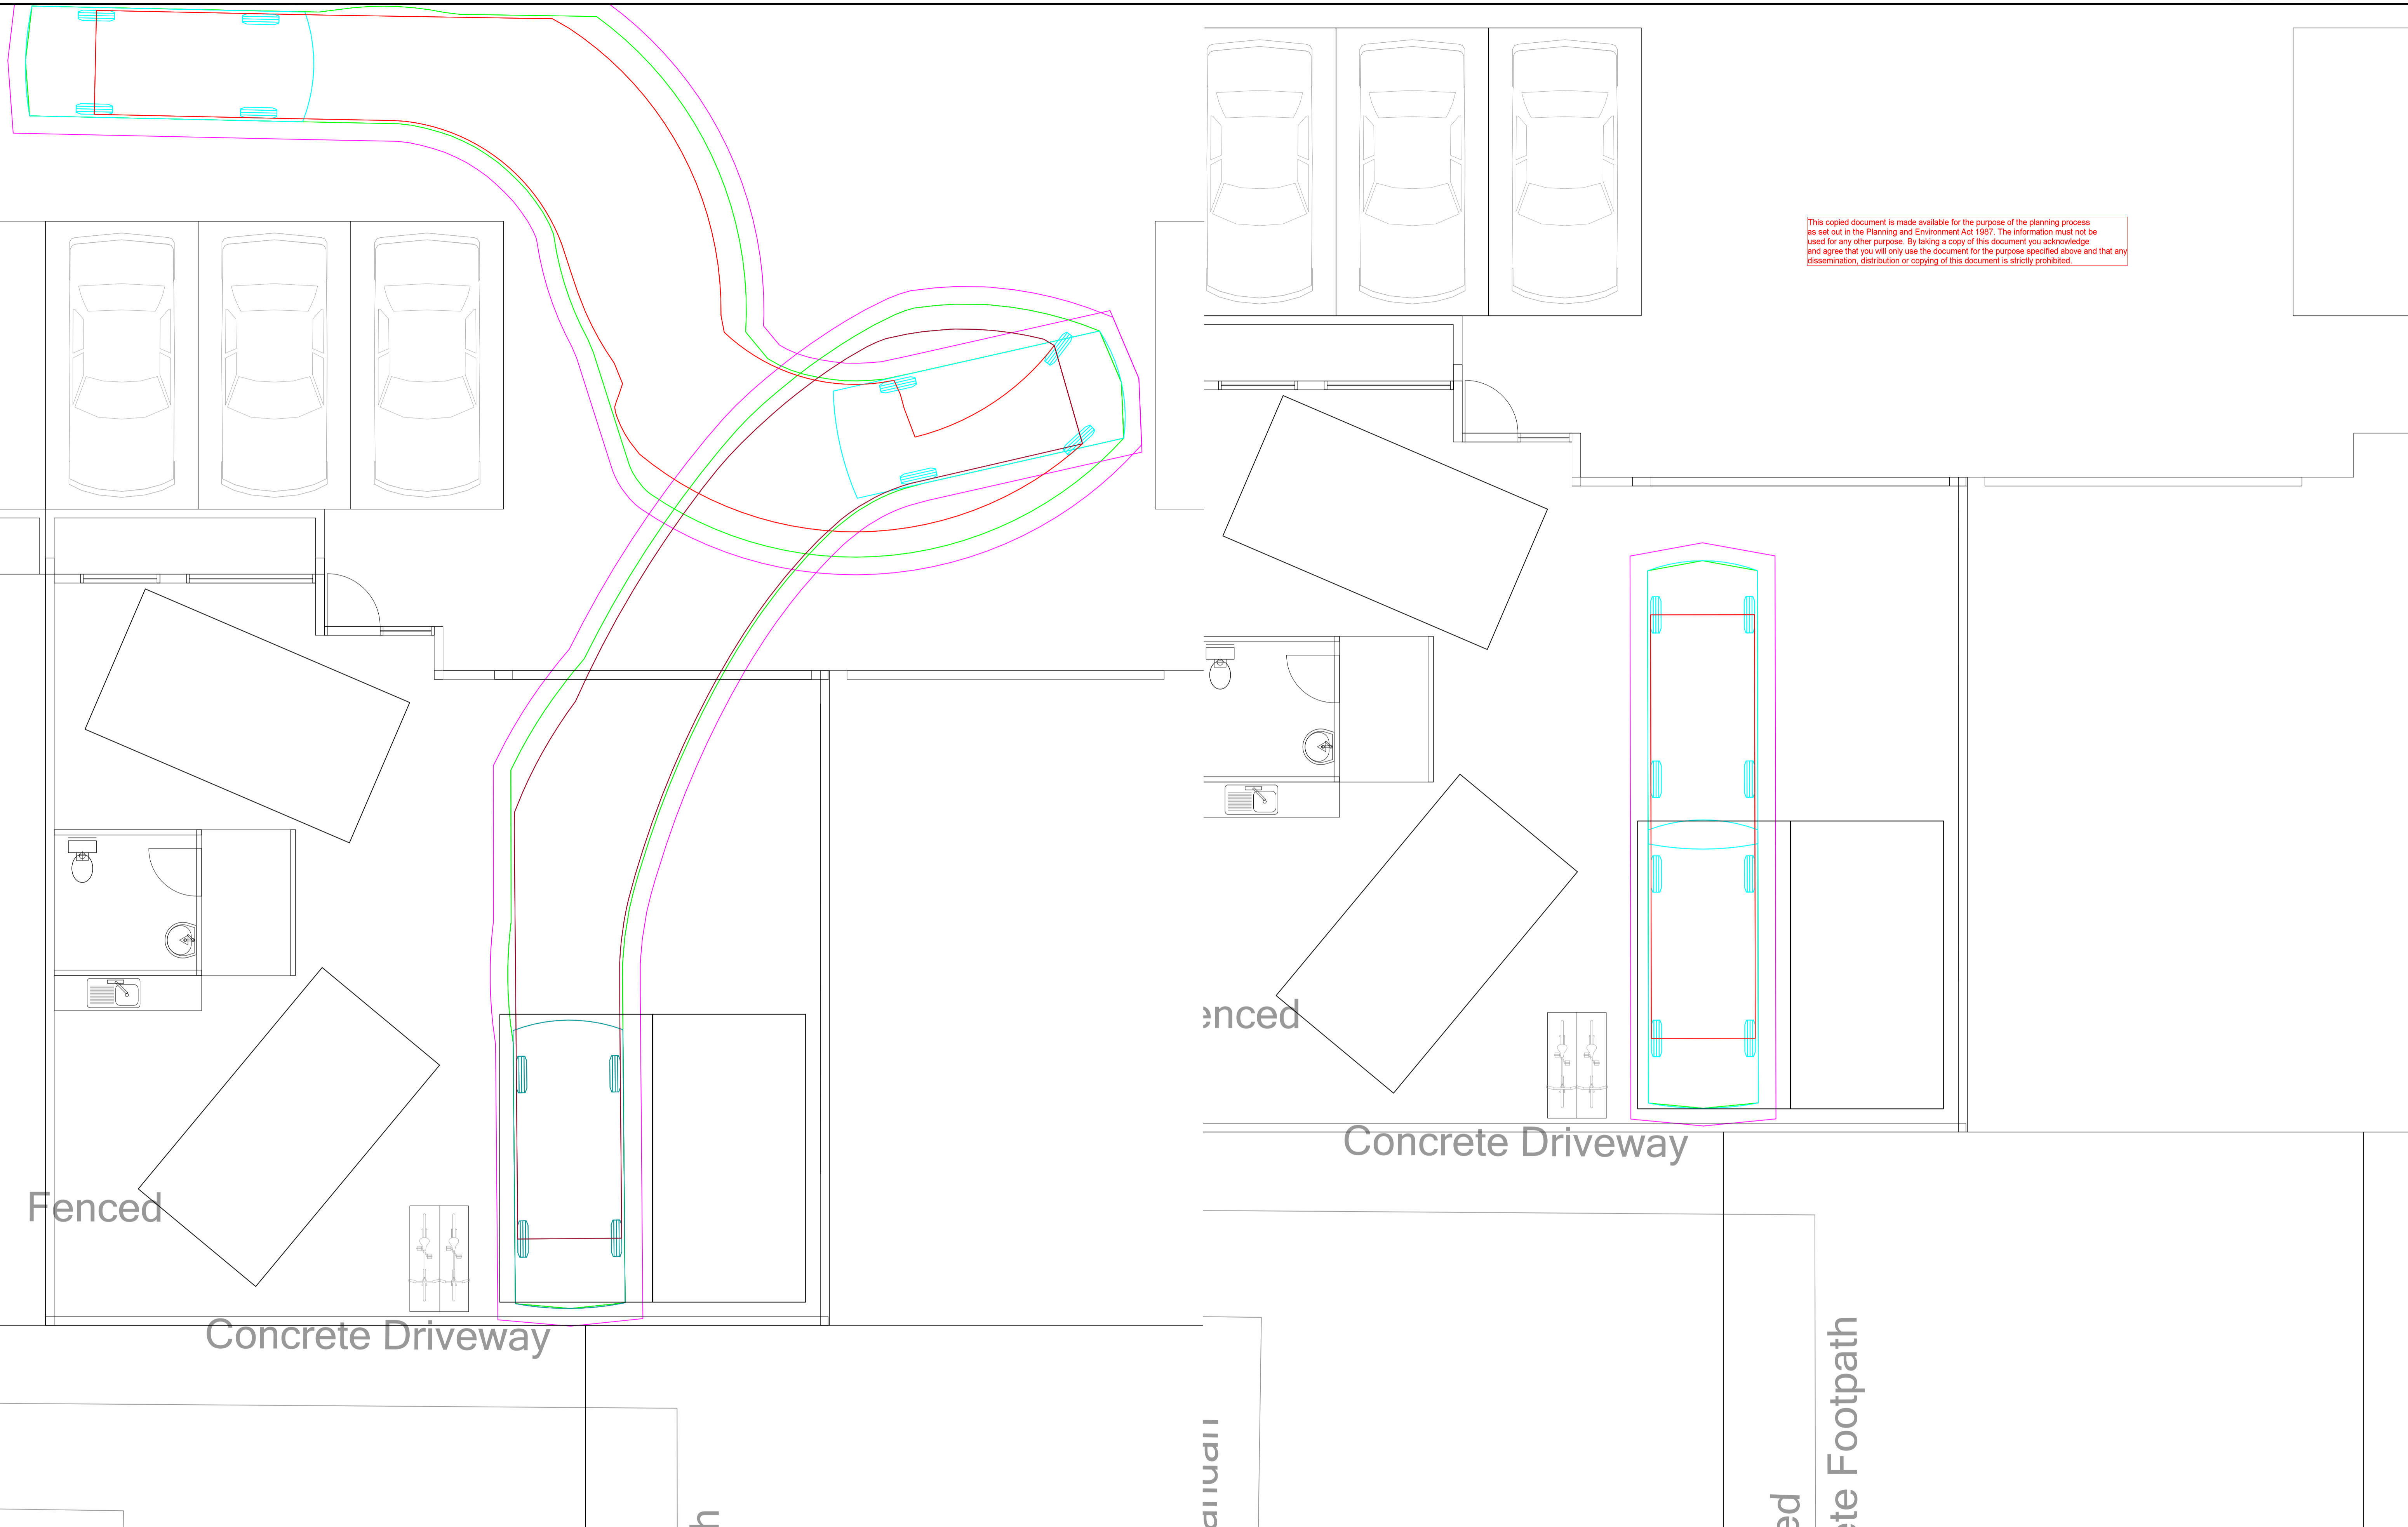 This copied document is made available for the purpose of the planning process
as set out in the Planning and Environment Act 1987. The information must not be
used for any other purpose. By taking a copy of this document you acknowledge
and agree that you will only use the document for the purpose specified above and that any
dissemination, distribution or copying of this document is strictly prohibited.
enced
Concrete Driveway
Fenced
Concrete Driveway
ete Footpath
ed
h